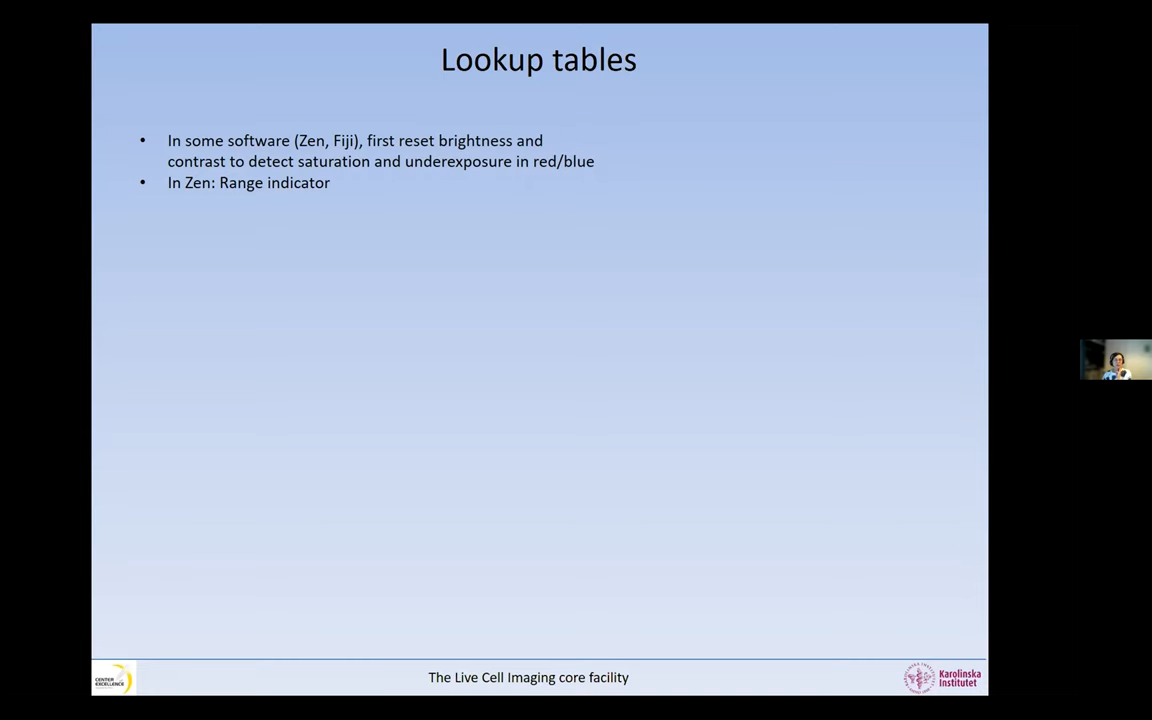 Lookup tables
• In some software (Zen, Fiji), first reset brightness and
contrast to detect saturation and underexposure in red/blue
• In Zen: Range indicator
CENTER
EXCELLENCE
The Live Cell Imaging core facility
Karolinska
Institutet